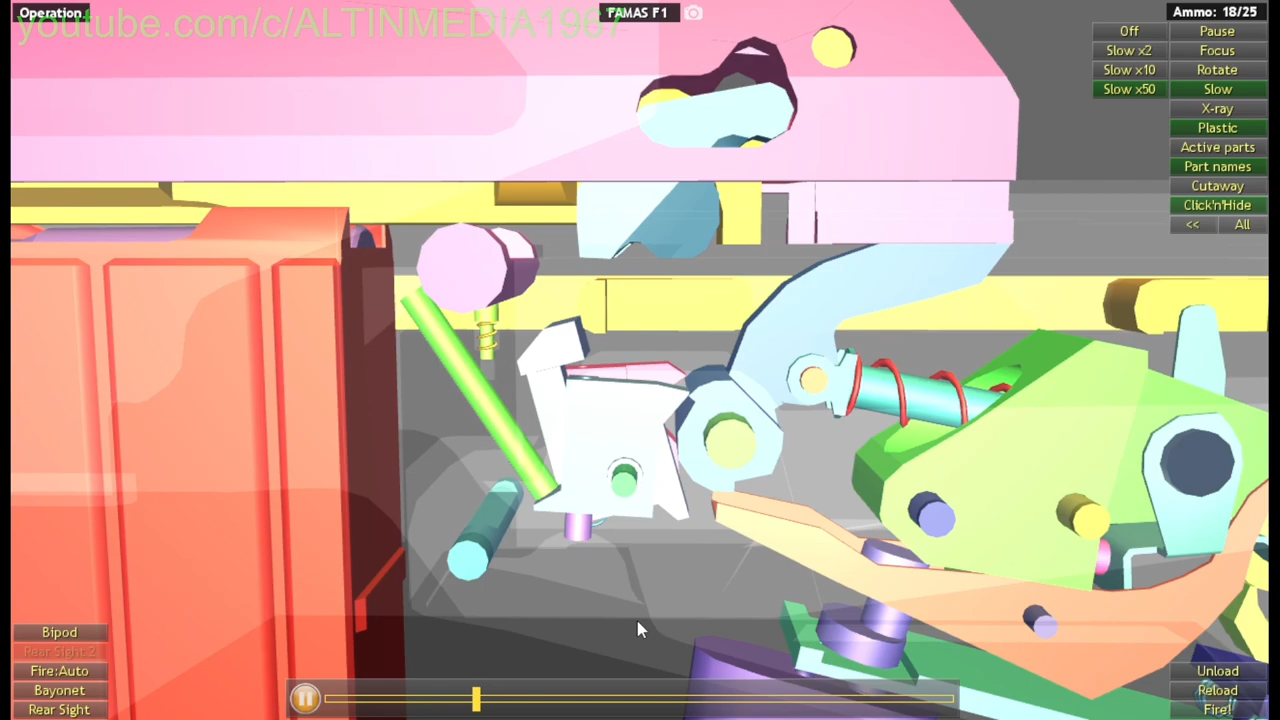 Operation
FAMAS F1
Ammo: 18/25
youtube.com/c/ALTINMEDIA1967
Off
Pause
Slow x2
Focus
Slow x10
Rotate
Slow x50
Slow
X-ray
Plastic
Active parts
Part names
Cutaway
Click'n'Hide
<<
All
Bipod
Rear Sight 2
Fire:Auto
Bayonet
Rear Sight
Unload
Reload
Fire!